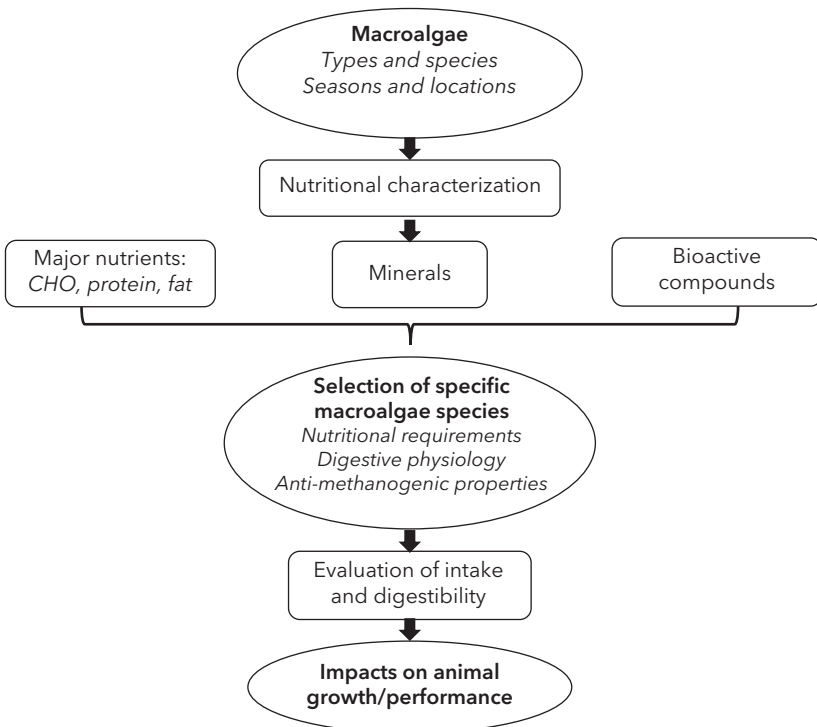 Macroalgae
Types and species
Seasons and locations
Nutritional characterization
Major nutrients:
CHO, protein, fat
Minerals
Bioactive
compounds
Selection of specific
macroalgae species
Nutritional requirements
Digestive physiology
Anti-methanogenic properties
Evaluation of intake
and digestibility
Impacts on animal
growth/performance